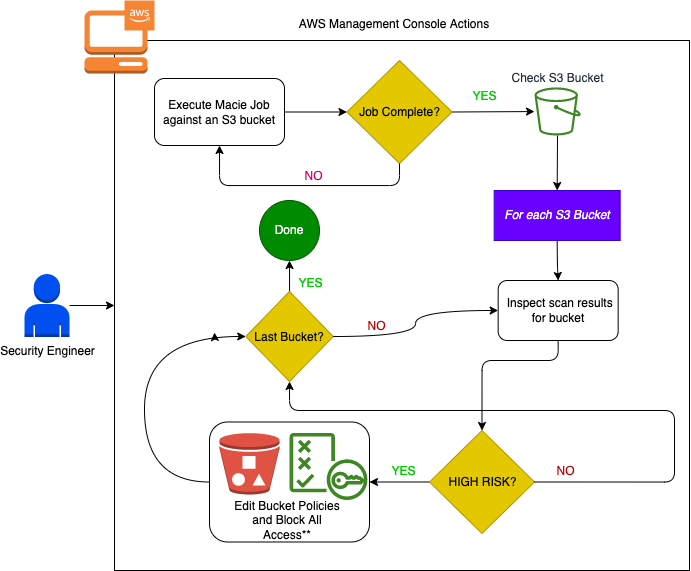 AWS Management Console Actions
aws
Check S3 Bucket
Execute Macie Job
against an S3 bucket
Job Complete?
YES
NO
For each S3 Bucket
Done
YES
Inspect scan results
for bucket
Last Bucket?
NO
Security Engineer
HIGH RISK?
YES
NO
Edit Bucket Policies
and Block All
Access**